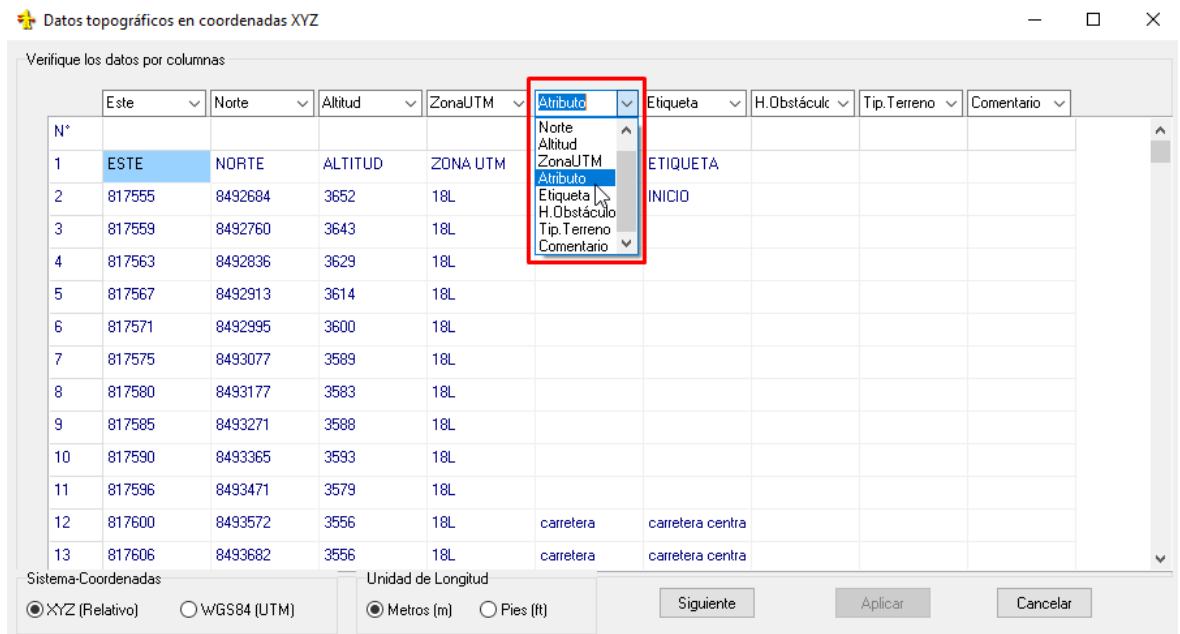 Datos topográficos en coordenadas XYZ
Verifique los datos por columnas
Este Norte Altitud ZonaUTM Atributo Etiqueta H.Obstáculo Tip.Terreno Comentario
N°
Norte
Altitud
ZonaUTM
Atributo
Etiqueta
H.Obstáculo
Tip.Terreno
Comentario
1 ESTE NORTE ALTITUD ZONA UTM ETIQUETA
2 817555 8492684 3652 18L INICIO
3 817559 8492760 3643 18L
4 817563 8492836 3629 18L
5 817567 8492913 3614 18L
6 817571 8492995 3600 18L
7 817575 8493077 3589 18L
8 817580 8493177 3583 18L
9 817585 8493271 3588 18L
10 817590 8493365 3593 18L
11 817596 8493471 3579 18L
12 817600 8493572 3556 18L carretera carretera centra
13 817606 8493682 3556 18L carretera carretera centra
Sistema-Coordenadas Unidad de Longitud
XYZ (Relativo) WGS84 (UTM) Metros (m) Pies (ft) Siguiente Aplicar Cancelar